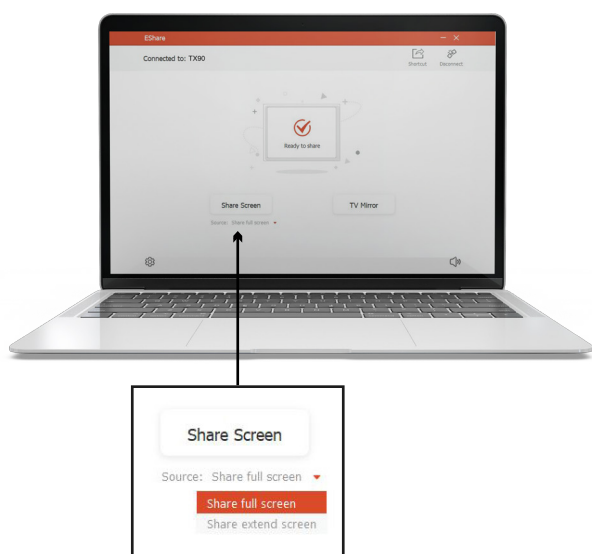 EShare
Connected to: TX90
Shortcut
Deconnect
Ready to share
Share Screen
TV Mirror
Source: Share full screen
Share Screen
Source: Share full screen
Share full screen
Share extend screen